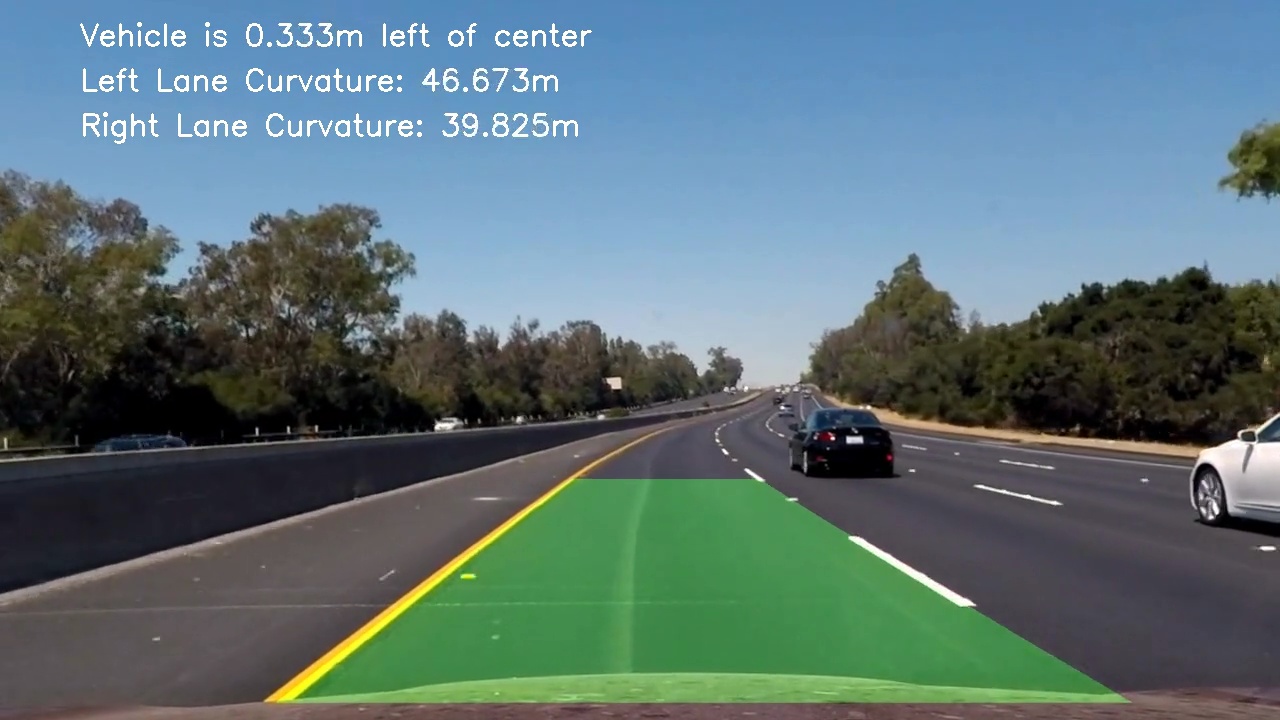 Vehicle is 0.333m left of center
Left Lane Curvature: 46.673m
Right Lane Curvature: 39.825m